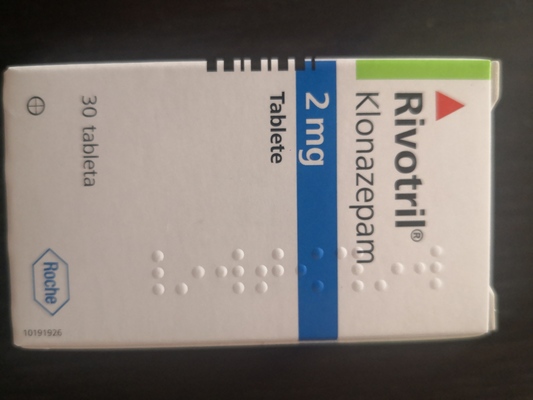 Rivotril®
Klonazepam
2 mg
Tablete
30 tableta
Roche
10191926